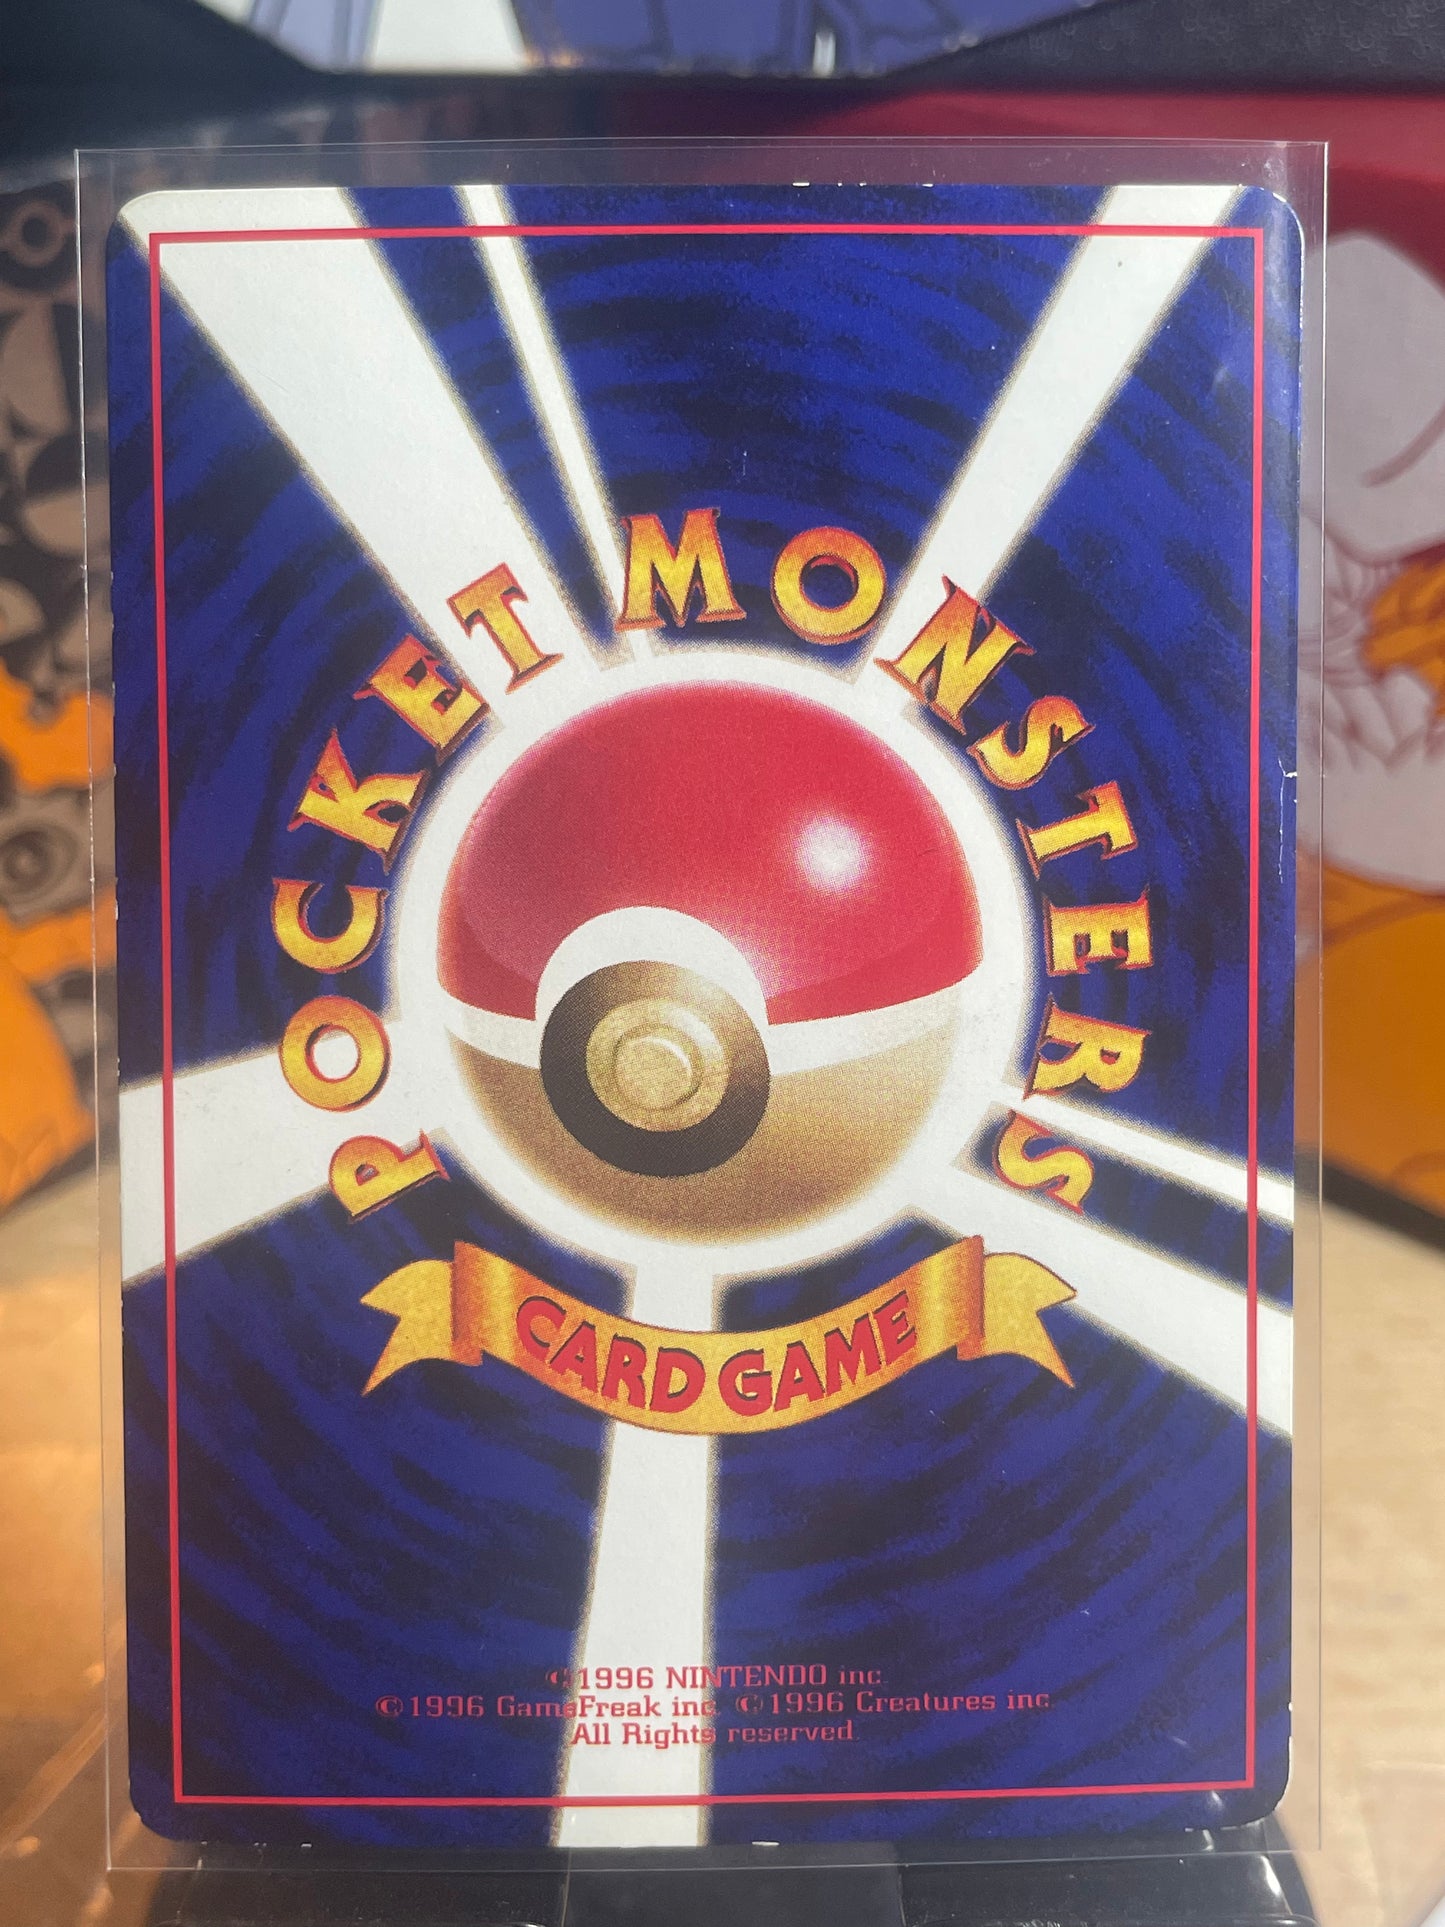 POCKET MONSTERS
CARD GAME
©1996 NINTENDO inc.
©1996 GameFreak inc. ©1996 Creatures inc.
All Rights reserved.